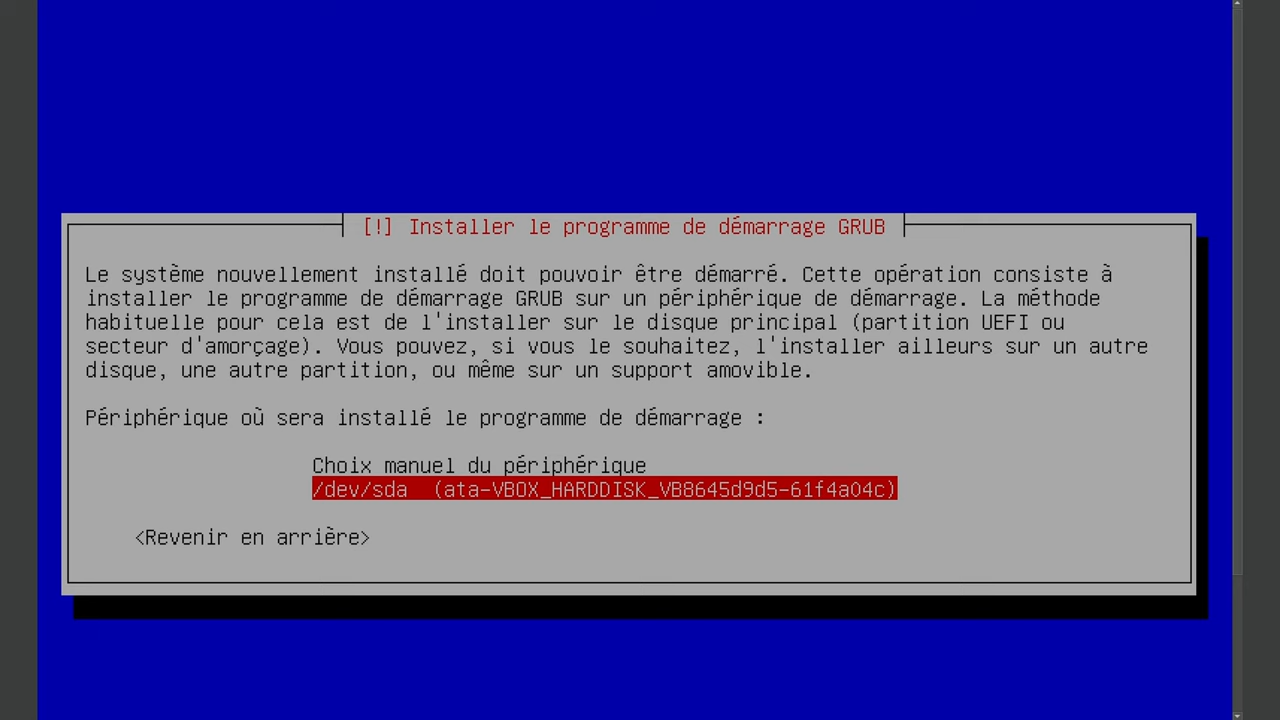 [!] Installer le programme de démarrage GRUB
Le système nouvellement installé doit pouvoir être démarré. Cette opération consiste à
installer le programme de démarrage GRUB sur un périphérique de démarrage. La méthode
habituelle pour cela est de l'installer sur le disque principal (partition UEFI ou
secteur d'amorçage). Vous pouvez, si vous le souhaitez, l'installer ailleurs sur un autre
disque, une autre partition, ou même sur un support amovible.
Périphérique où sera installé le programme de démarrage :
Choix manuel du périphérique
/dev/sda  (ata-VBOX_HARDDISK_VB8645d9d5-61f4a04c)
<Revenir en arrière>